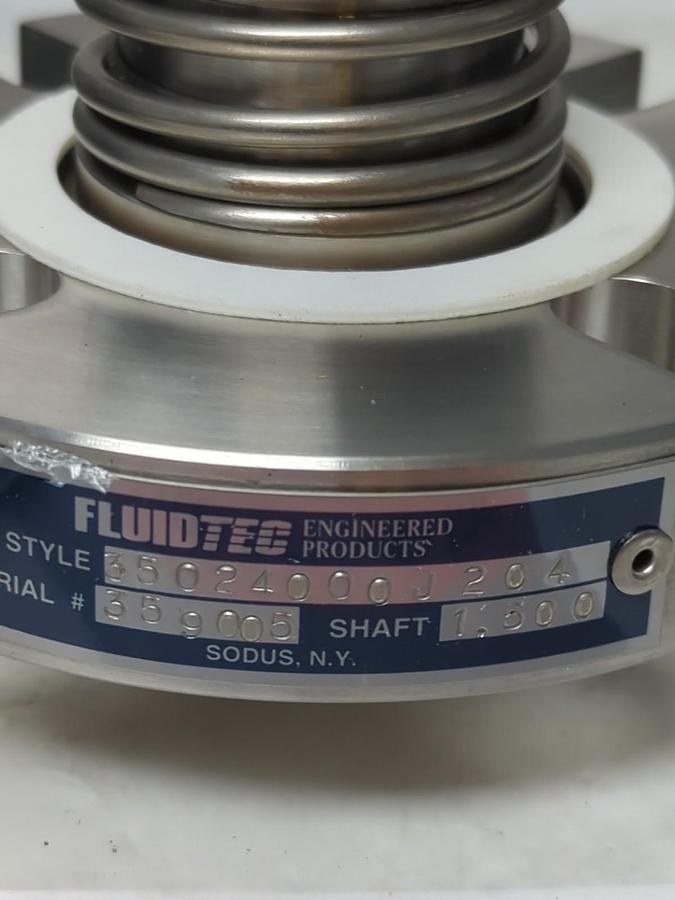 FLUIDTEC ENGINEERED PRODUCTS
STYLE 35024000J204
RIAL # 359005 SHAFT 1.500
SODUS, N.Y.